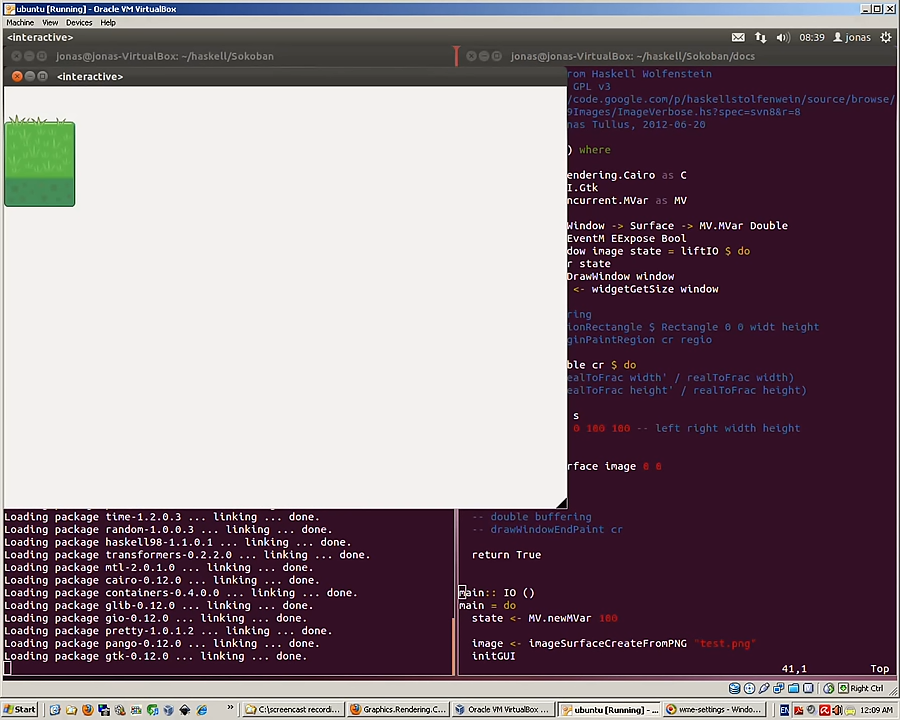 ubuntu [Running] - Oracle VM VirtualBox
Machine View Devices Help
<interactive>
08:39 jonas
jonas@jonas-VirtualBox: ~/haskell/Sokoban
jonas@jonas-VirtualBox: ~/haskell/Sokoban/docs
<interactive>
rom Haskell Wolfenstein
GPL v3
/code.google.com/p/haskellstolfenwein/source/browse/
9Images/ImageVerbose.hs?spec=svn8&r=8
nas Tullus, 2012-06-20
) where
endering.Cairo as C
I.Gtk
ncurrent.MVar as MV
Window -> Surface -> MV.MVar Double
EventM EExpose Bool
dow image state = liftIO $ do
r state
DrawWindow window
<- widgetGetSize window
ring
ionRectangle $ Rectangle 0 0 widt height
ginPaintRegion cr regio
ble cr $ do
ealToFrac width' / realToFrac width)
ealToFrac height' / realToFrac height)
s
0 100 100 -- left right width height
rface image 0 0
-- double buffering
-- drawWindowEndPaint cr
return True
main:: IO ()
main = do
state <- MV.newMVar 100
image <- imageSurfaceCreateFromPNG "test.png"
initGUI
41,1 Top
Loading package time-1.2.0.3 ... linking ... done.
Loading package random-1.0.0.3 ... linking ... done.
Loading package haskell98-1.1.0.1 ... linking ... done.
Loading package transformers-0.2.2.0 ... linking ... done.
Loading package mtl-2.0.1.0 ... linking ... done.
Loading package cairo-0.12.0 ... linking ... done.
Loading package containers-0.4.0.0 ... linking ... done.
Loading package glib-0.12.0 ... linking ... done.
Loading package gio-0.12.0 ... linking ... done.
Loading package pretty-1.0.1.2 ... linking ... done.
Loading package pango-0.12.0 ... linking ... done.
Loading package gtk-0.12.0 ... linking ... done.
Right Ctrl
Start » C:\screencast recordi... Graphics.Rendering.C... Oracle VM VirtualBox ... ubuntu [Running] - ... wme-settings - Windo... EN 12:09 AM